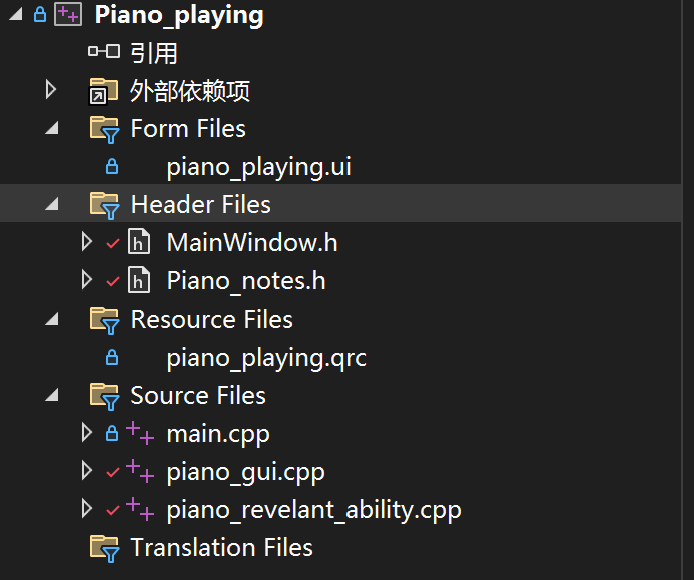 Piano_playing
引用
外部依赖项
Form Files
piano_playing.ui
Header Files
MainWindow.h
Piano_notes.h
Resource Files
piano_playing.qrc
Source Files
main.cpp
piano_gui.cpp
piano_revelant_ability.cpp
Translation Files